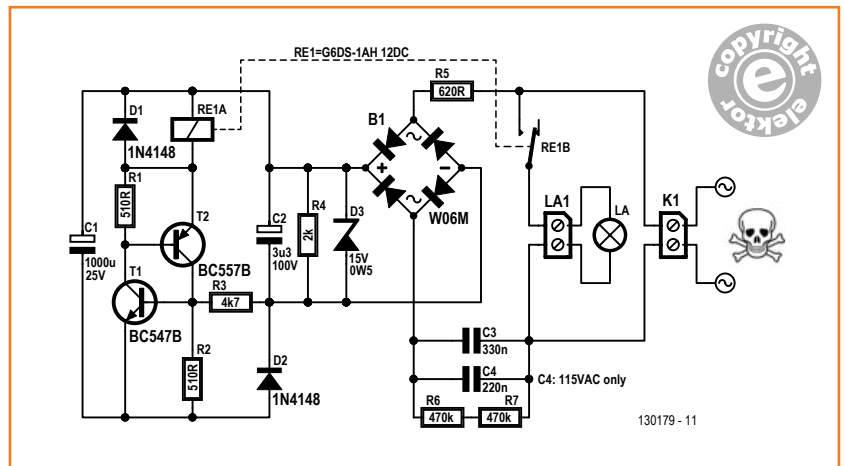 RE1=G6DS-1AH 12DC
copyright
e
elektor
D1
1N4148
RE1A
R1
510R
T2
BC557B
C1
1000u
25V
T1
BC547B
R3
4k7
R2
510R
D2
1N4148
C2
3u3
100V
R4
2k
D3
15V
0W5
B1
+
–
W06M
R5
620R
RE1B
LA1
LA
K1
C3
330n
C4
220n
C4: 115VAC only
R6
470k
R7
470k
130179 - 11